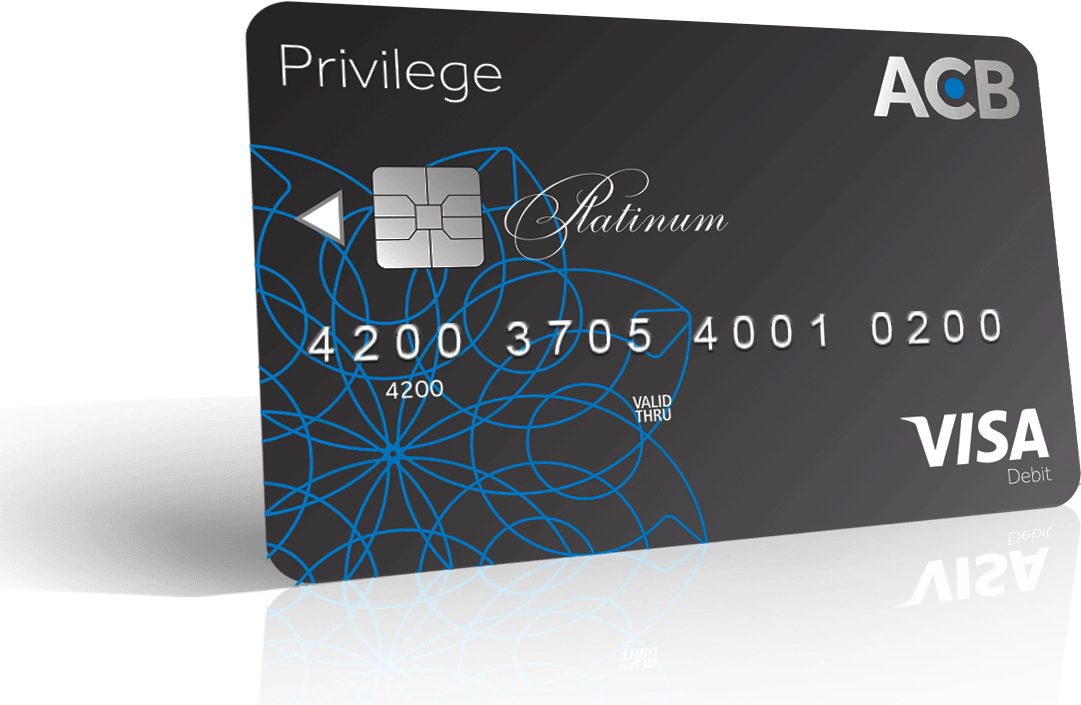 Privilege
ACB
Platinum
4200 3705 4001 0200
4200
VALID
THRU
VISA
Debit